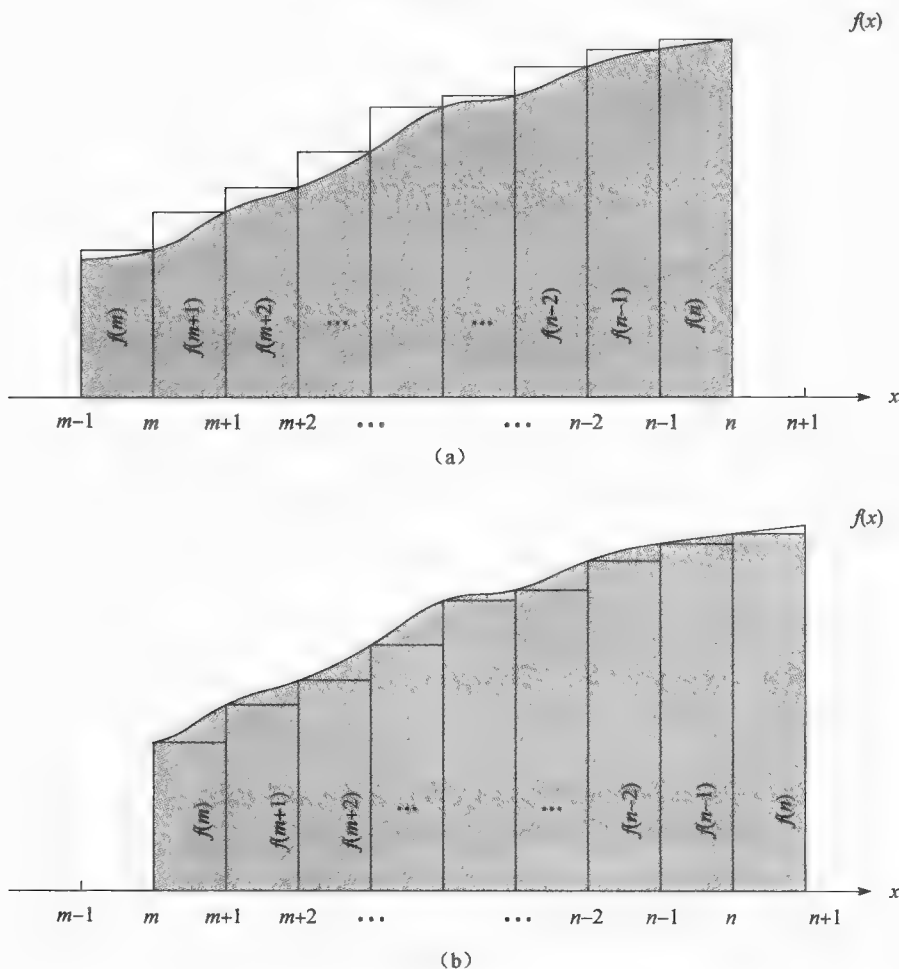 f(x)
f(m) f(m+1) f(m+2) ... ... f(n−2) f(n−1) f(n)
x
m−1 m m+1 m+2 ... ... n−2 n−1 n n+1
（a）
f(x)
f(m) f(m+1) f(m+2) ... ... f(n−2) f(n−1) f(n)
x
m−1 m m+1 m+2 ... ... n−2 n−1 n n+1
（b）